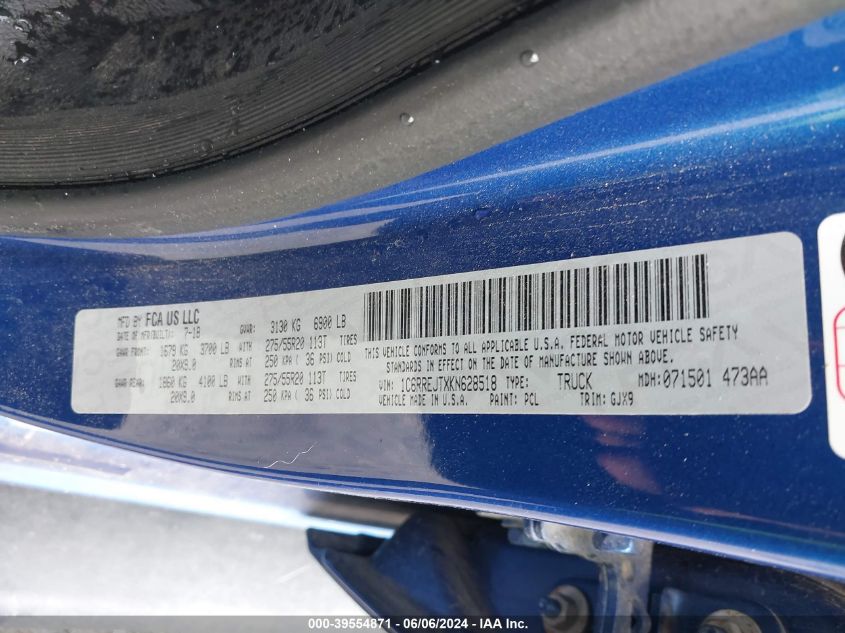 MFD BY FCA US LLC
DATE OF MFR/BUILT: 7-18 GVWR: 3130 KG 6900 LB
GAWR FRONT: 1679 KG 3700 LB WITH 275/55R20 113T TIRES
20X9.0 RIMS AT 250 KPA ( 36 PSI) COLD
GAWR REAR: 1860 KG 4100 LB WITH 275/55R20 113T TIRES
20X9.0 RIMS AT 250 KPA ( 36 PSI) COLD
THIS VEHICLE CONFORMS TO ALL APPLICABLE U.S.A. FEDERAL MOTOR VEHICLE SAFETY
STANDARDS IN EFFECT ON THE DATE OF MANUFACTURE SHOWN ABOVE.
VIN: 1C6RREJTXKN628518 TYPE: TRUCK MDH: 071501 473AA
VEHICLE MADE IN U.S.A. PAINT: PCL TRIM: GJX9
000-39554871 - 06/06/2024 - IAA, Inc.